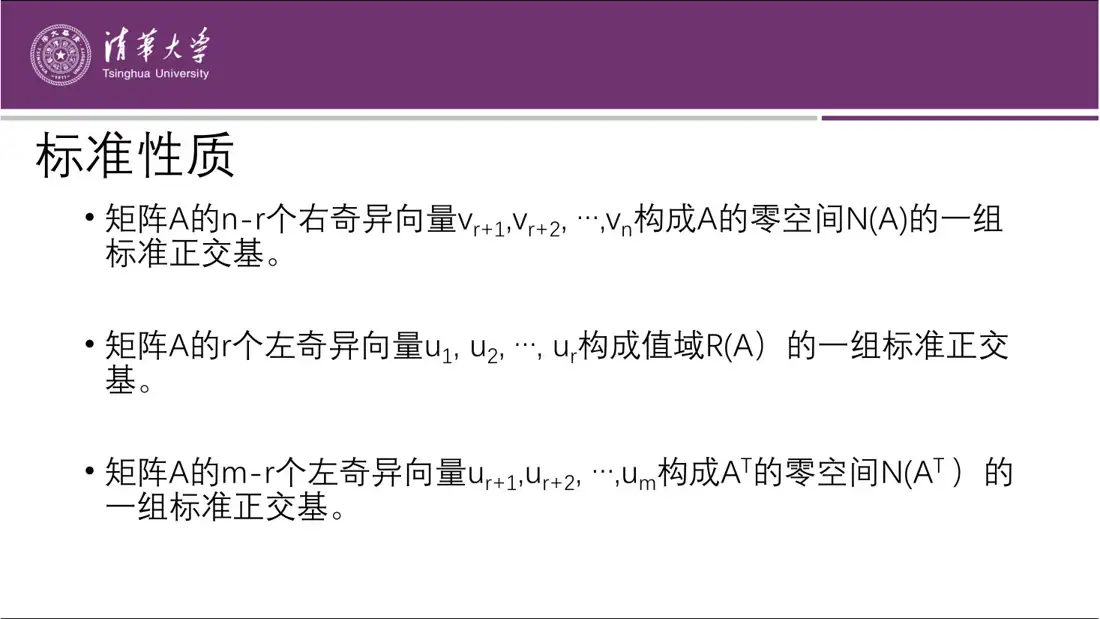 清华大学
Tsinghua University
标准性质
• 矩阵A的n-r个右奇异向量vr+1,vr+2, ⋯,vn构成A的零空间N(A)的一组
标准正交基。
• 矩阵A的r个左奇异向量u1, u2, ⋯, ur构成值域R(A）的一组标准正交
基。
• 矩阵A的m-r个左奇异向量ur+1,ur+2, ⋯,um构成AT的零空间N(AT ）的
一组标准正交基。